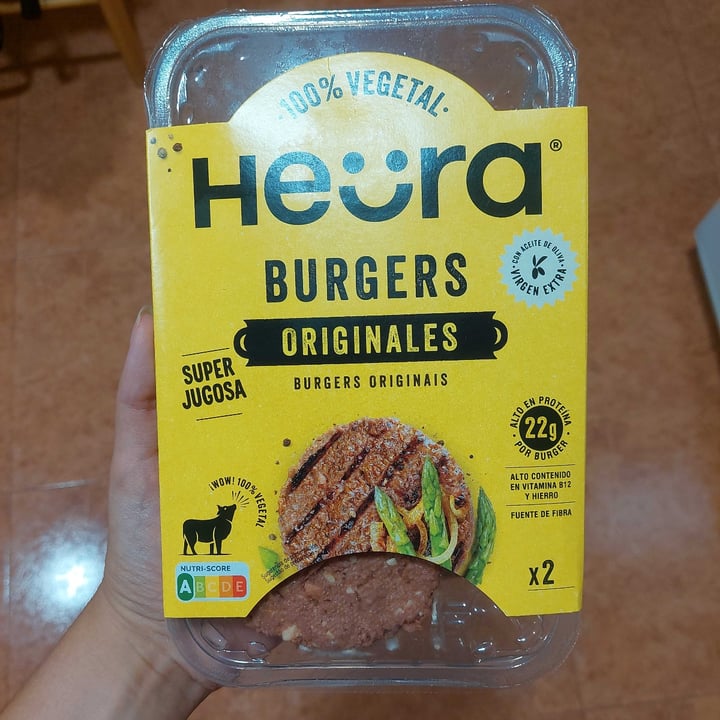 ·100% VEGETAL·
Heüra®
BURGERS
ORIGINALES
BURGERS ORIGINAIS
·CON ACEITE DE OLIVA·
VIRGEN EXTRA
SUPER
JUGOSA
ALTO EN PROTEÍNA
22g
·POR BURGER·
ALTO CONTENIDO
EN VITAMINA B12
Y HIERRO
FUENTE DE FIBRA
¡WOW! 100% VEGETAL
NUTRI-SCORE
A B C D E
x2